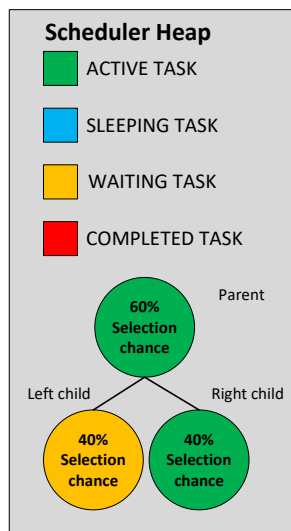 Scheduler Heap
ACTIVE TASK
SLEEPING TASK
WAITING TASK
COMPLETED TASK
60%
Selection
chance
Parent
Left child
Right child
40%
Selection
chance
40%
Selection
chance